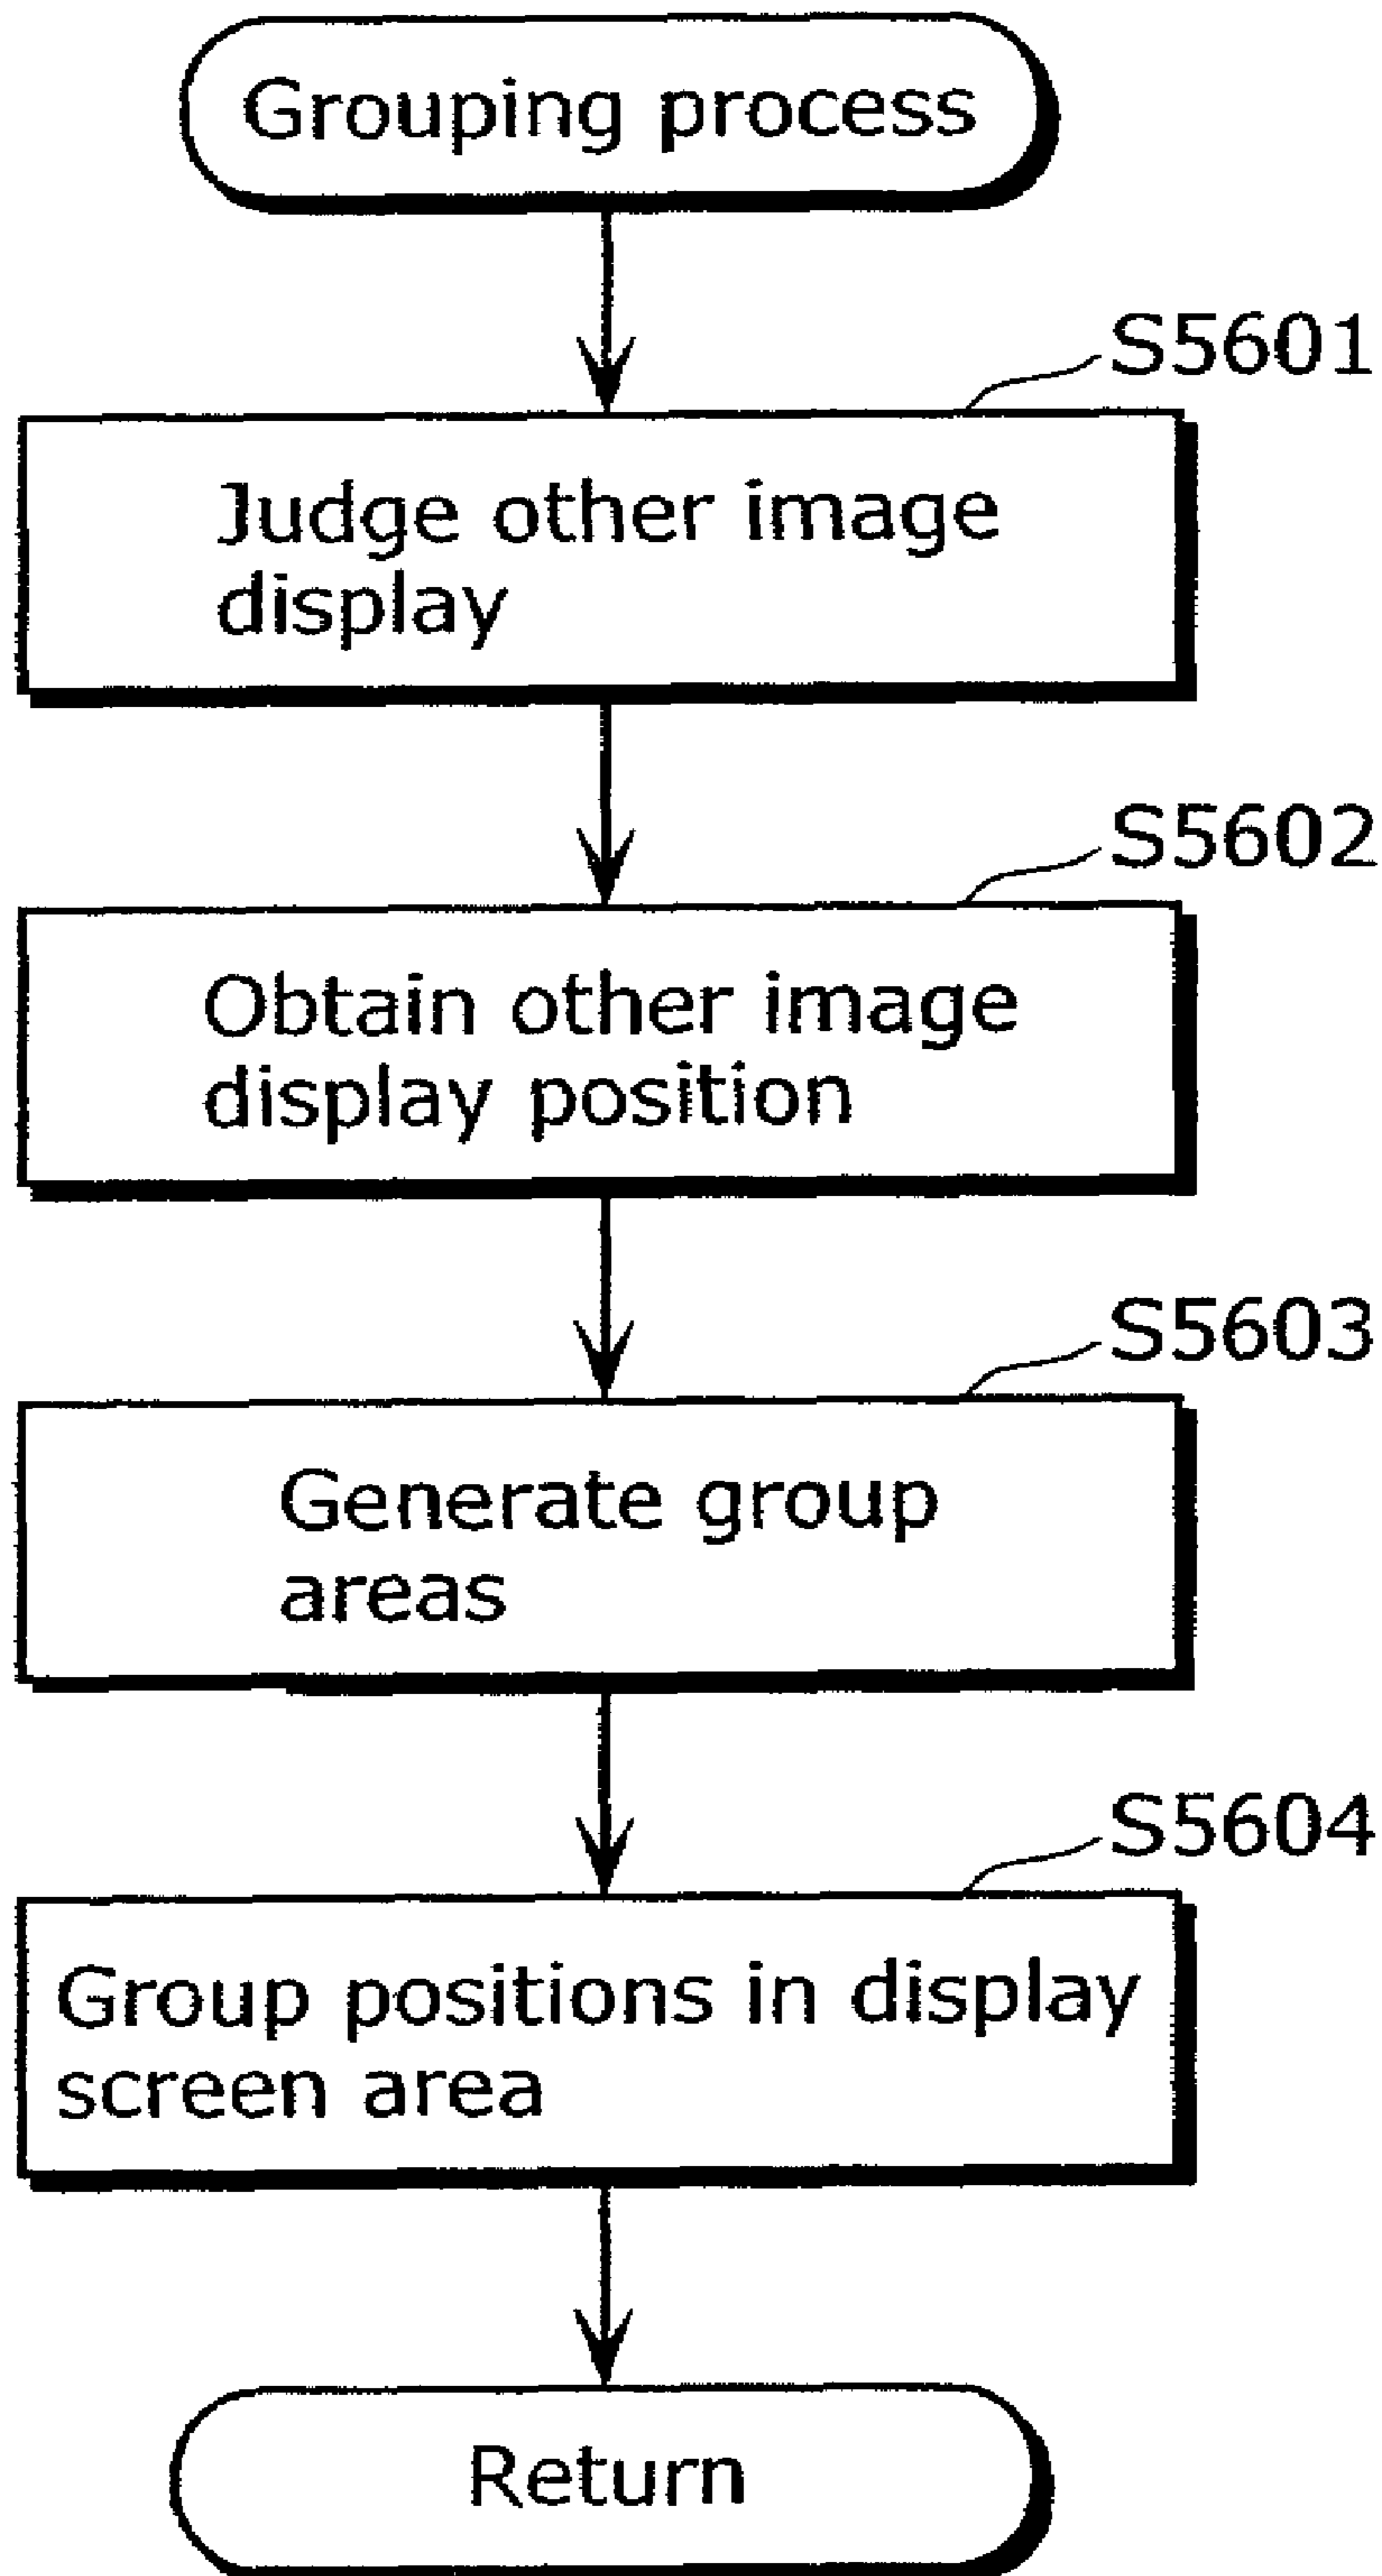 Grouping process
S5601
Judge other image
display
S5602
Obtain other image
display position
S5603
Generate group
areas
S5604
Group positions in display
screen area
Return